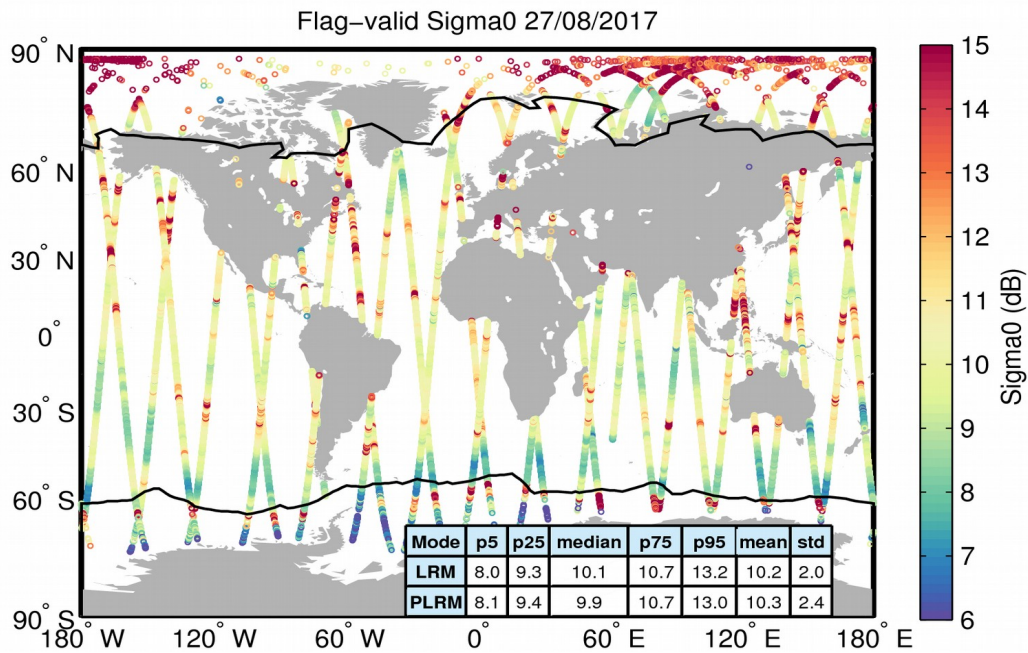 Flag−valid Sigma0 27/08/2017
90° N
60° N
30° N
0°
30° S
60° S
90° S
180° W
120° W
60° W
0°
60° E
120° E
180° E
15
14
13
12
11
10
9
8
7
6
Sigma0 (dB)
Mode p5 p25 median p75 p95 mean std
LRM 8.0 9.3 10.1 10.7 13.2 10.2 2.0
PLRM 8.1 9.4 9.9 10.7 13.0 10.3 2.4